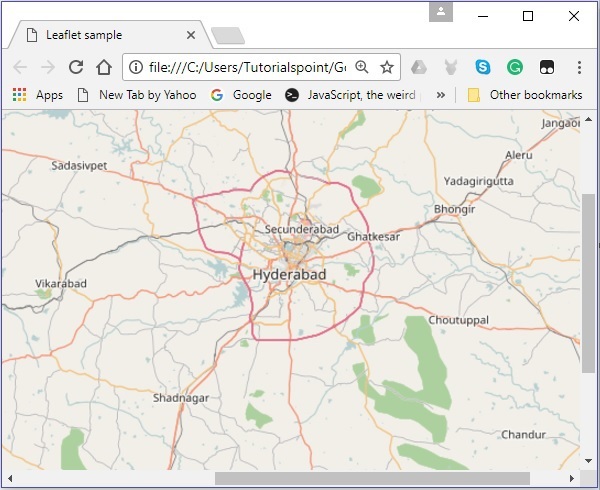 Leaflet sample
file:///C:/Users/Tutorialspoint/Go
Apps
New Tab by Yahoo
Google
JavaScript, the weird
»
Other bookmarks
Jangaon
Aleru
Sadasivpet
Yadagirigutta
Bhongir
Secunderabad
Ghatkesar
Hyderabad
Vikarabad
Choutuppal
Shadnagar
Chandur